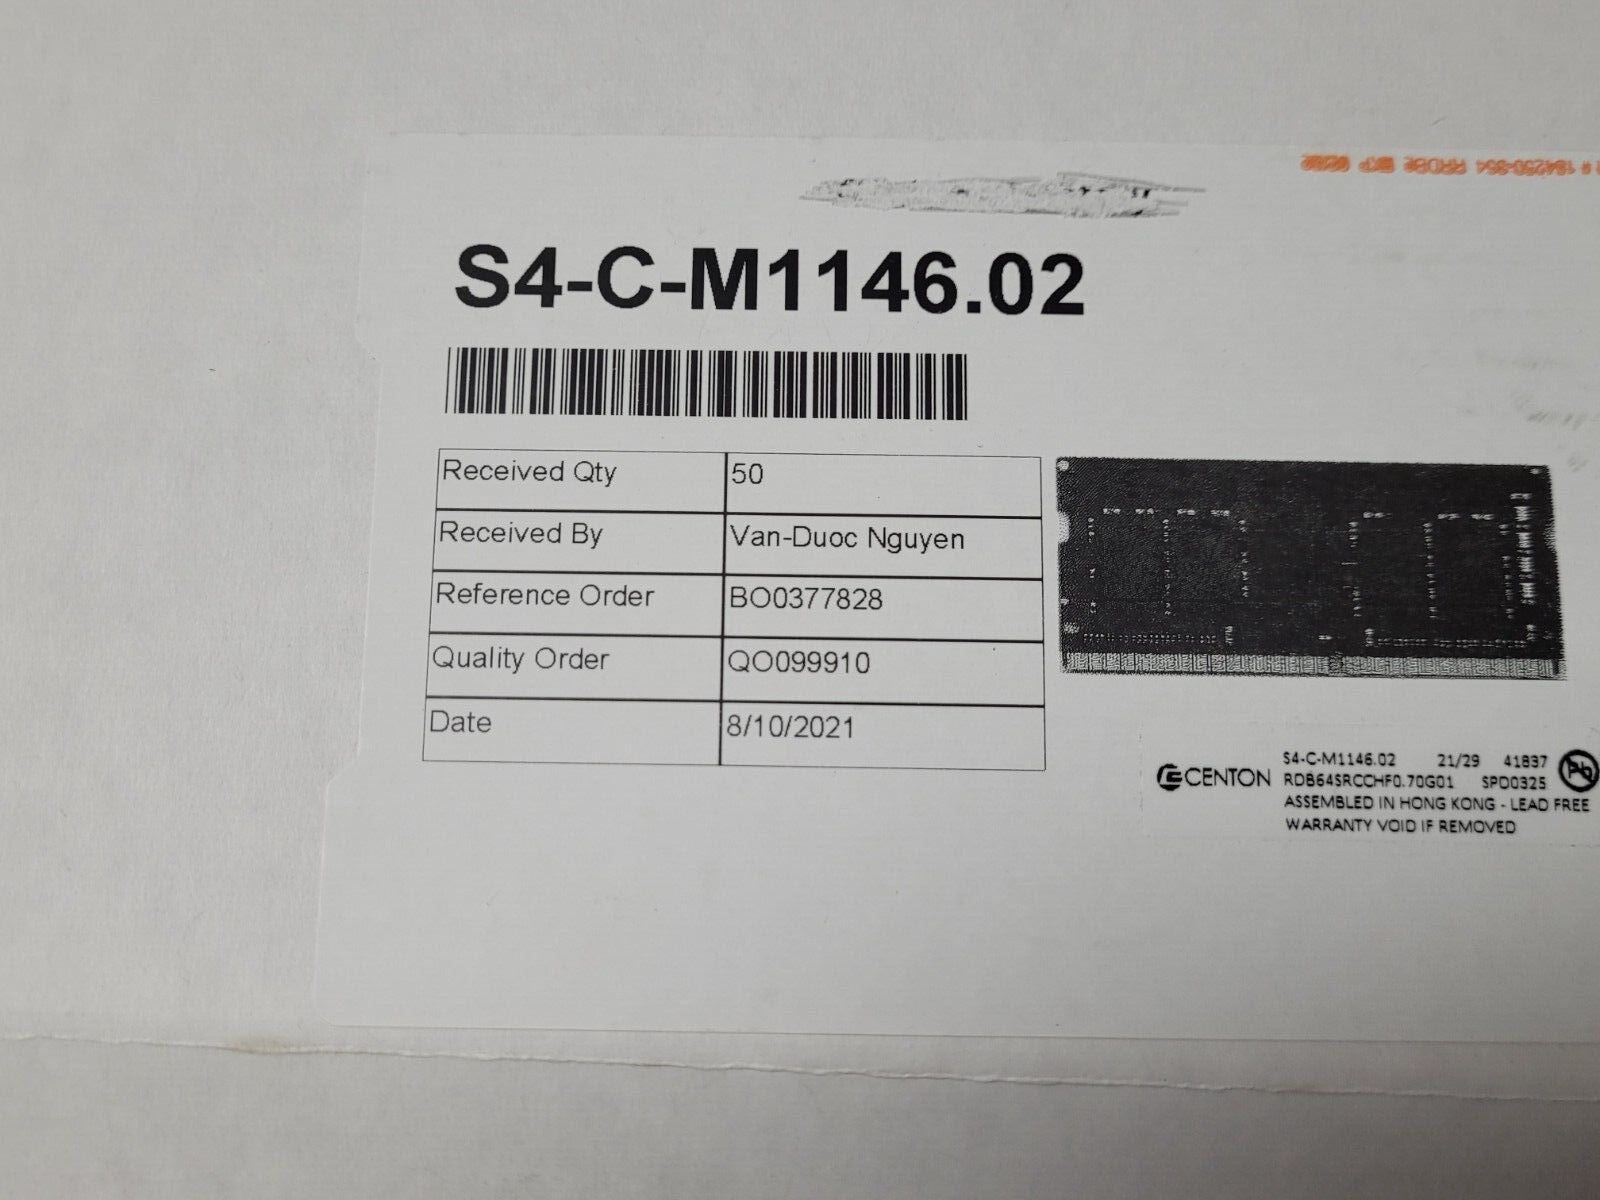 S4-C-M1146.02
Received Qty 50
Received By Van-Duoc Nguyen
Reference Order BO0377828
Quality Order QO099910
Date 8/10/2021
CENTON
S4-C-M1146.02 21/29 41837
RDB64SRCCHF0.70G01 SPD0325
ASSEMBLED IN HONG KONG - LEAD FREE
WARRANTY VOID IF REMOVED
Pb